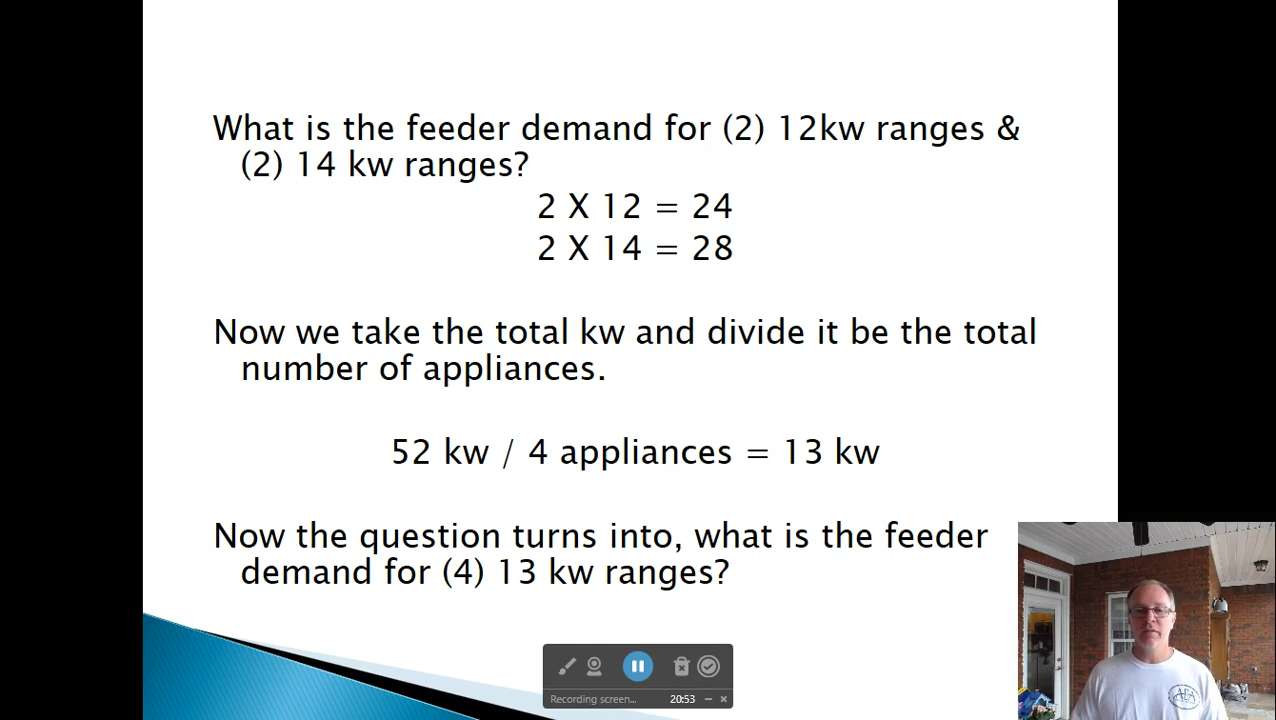 What is the feeder demand for (2) 12kw ranges &
(2) 14 kw ranges?
2 X 12 = 24
2 X 14 = 28
Now we take the total kw and divide it be the total
number of appliances.
52 kw / 4 appliances = 13 kw
Now the question turns into, what is the feeder
demand for (4) 13 kw ranges?
Recording screen... 20:53